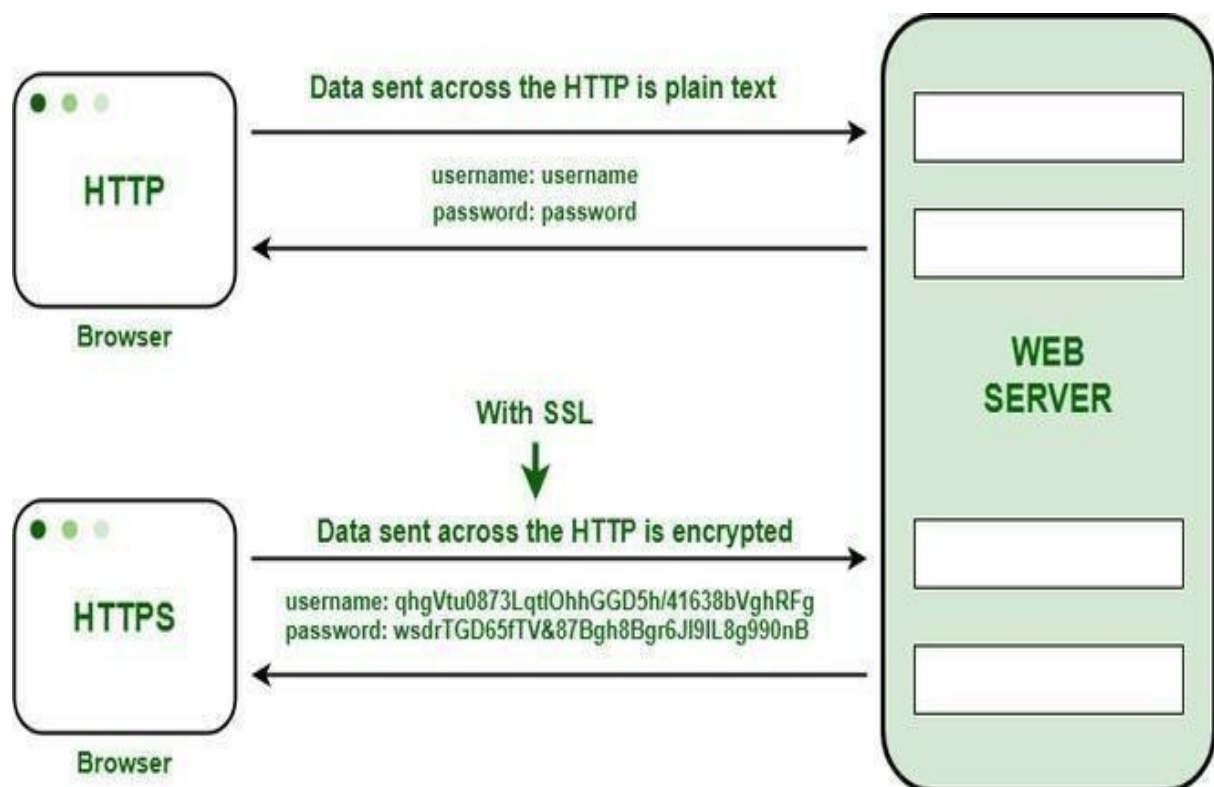 Data sent across the HTTP is plain text
HTTP
username: username
password: password
Browser
WEB
SERVER
With SSL
Data sent across the HTTP is encrypted
HTTPS
username: qhgVtu0873LqtlOhhGGD5h/41638bVghRFg
password: wsdrTGD65fTV&87Bgh8Bgr6Jl9lL8g990nB
Browser